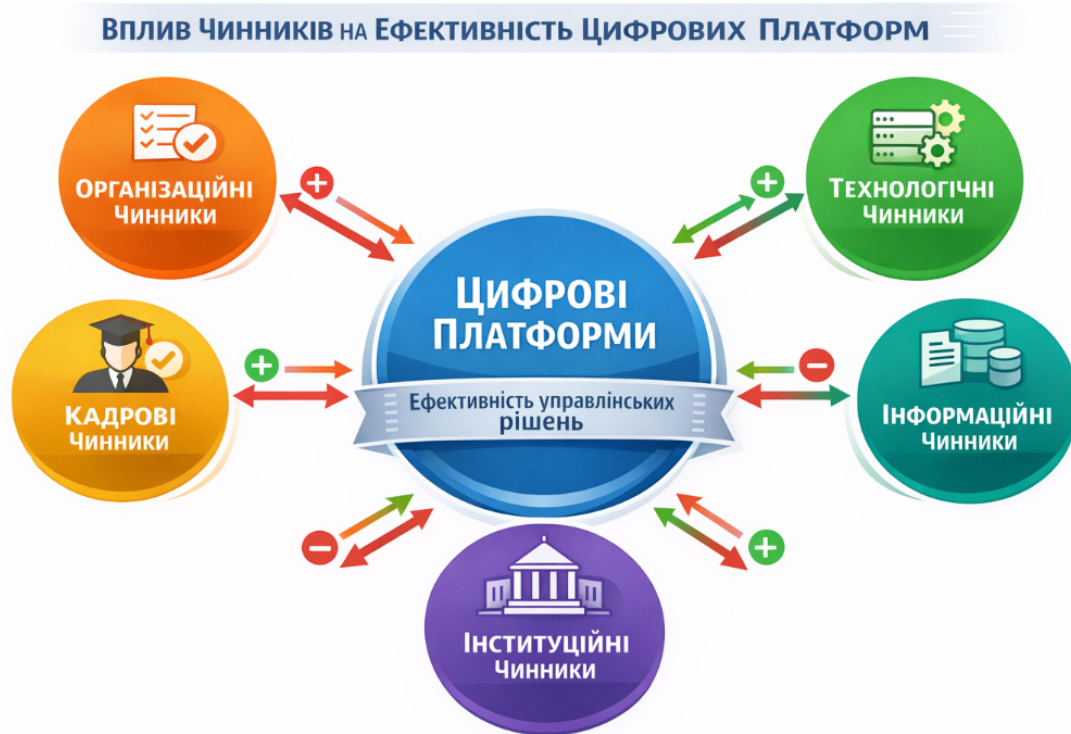 Вплив Чинників на Ефективність Цифрових Платформ
Організаційні
Чинники
Технологічні
Чинники
Цифрові
Платформи
Ефективність управлінських
рішень
Кадрові
Чинники
Інформаційні
Чинники
Інституційні
Чинники